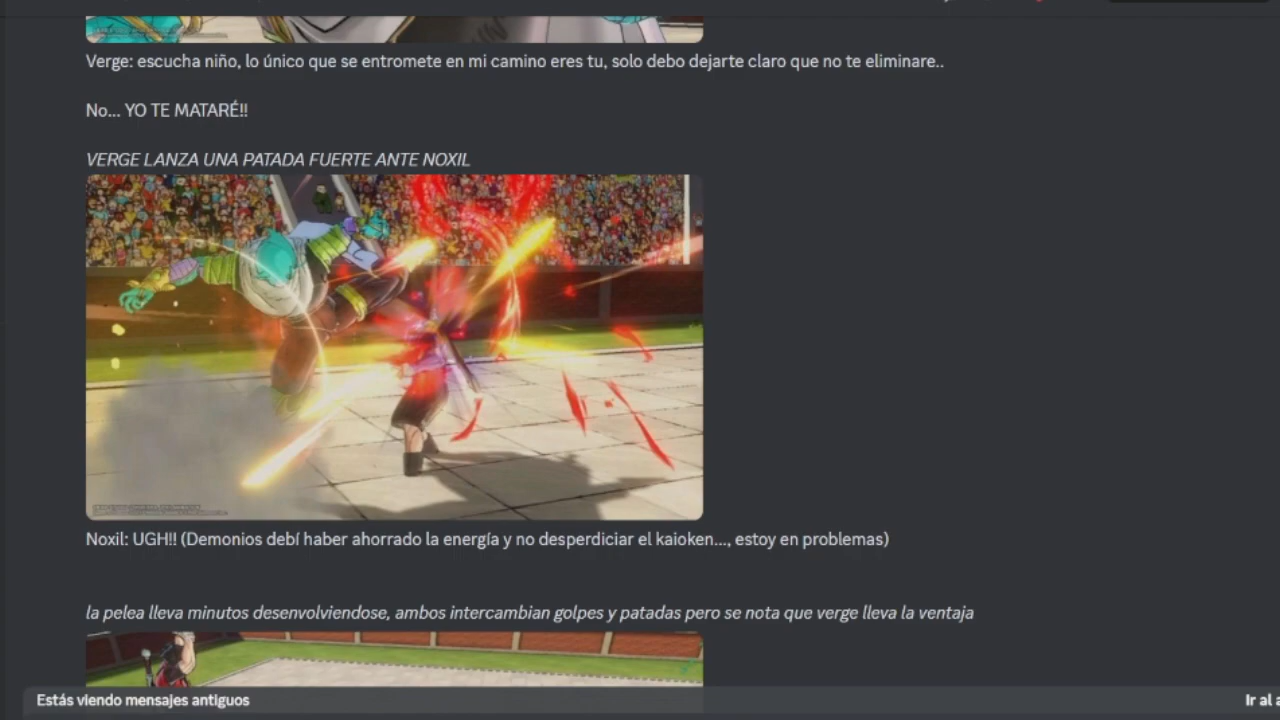 Verge: escucha niño, lo único que se entromete en mi camino eres tu, solo debo dejarte claro que no te eliminare..
No... YO TE MATARÉ!!
VERGE LANZA UNA PATADA FUERTE ANTE NOXIL
Noxil: UGH!! (Demonios debí haber ahorrado la energía y no desperdiciar el kaioken..., estoy en problemas)
la pelea lleva minutos desenvolviendose, ambos intercambian golpes y patadas pero se nota que verge lleva la ventaja
Estás viendo mensajes antiguos
Ir al a